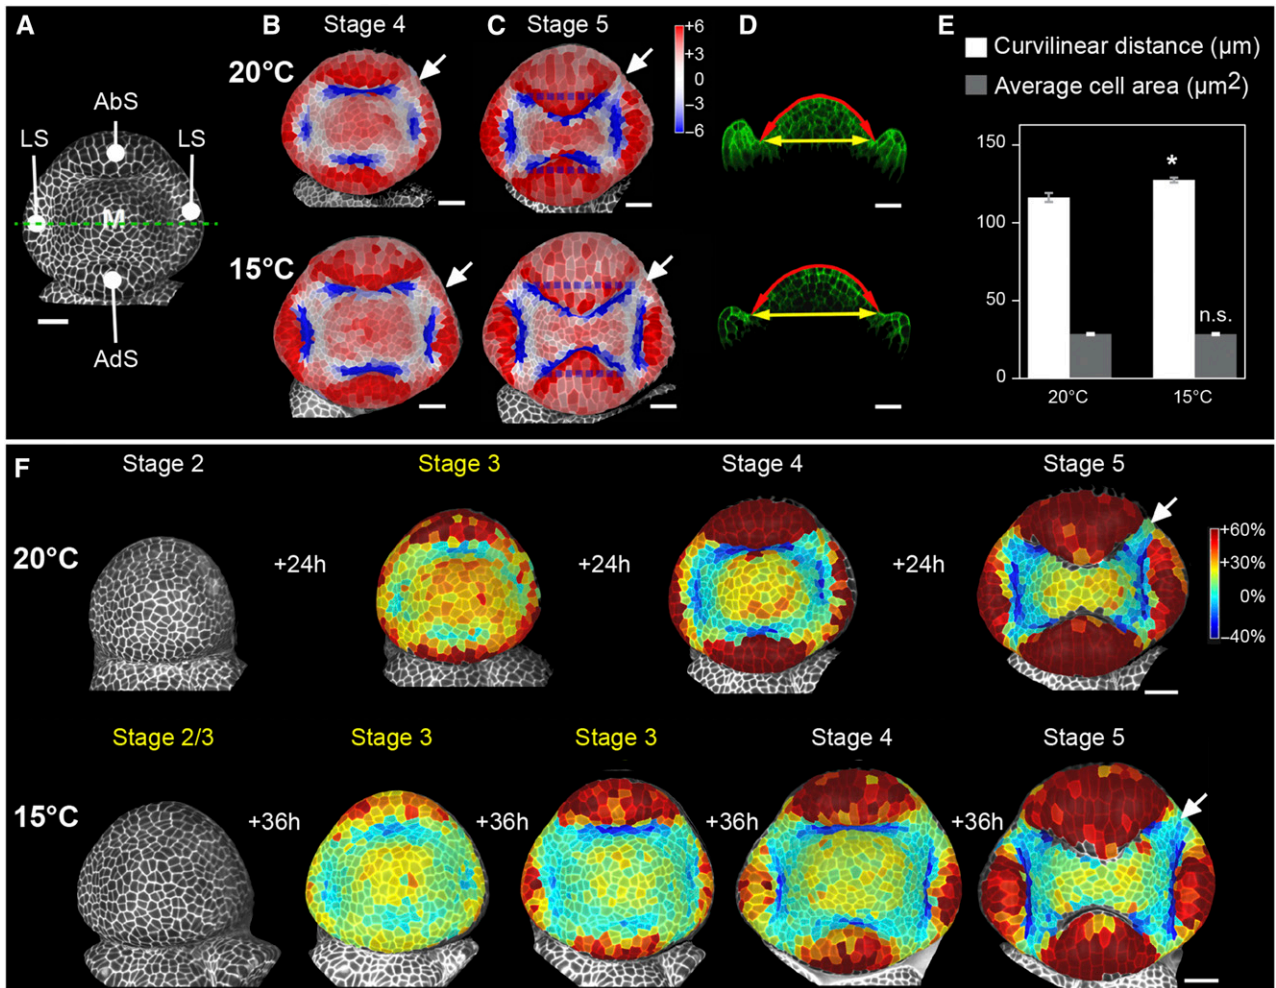 A
AbS
LS
LS
M
AdS
B
Stage 4
C
Stage 5
20°C
15°C
+6
+3
0
−3
−6
D
E
Curvilinear distance (µm)
Average cell area (µm2)
150
100
50
0
*
n.s.
20°C
15°C
F
Stage 2
Stage 3
Stage 4
Stage 5
20°C
+24h
+24h
+24h
+60%
+30%
0%
−40%
Stage 2/3
Stage 3
Stage 3
Stage 4
Stage 5
15°C
+36h
+36h
+36h
+36h